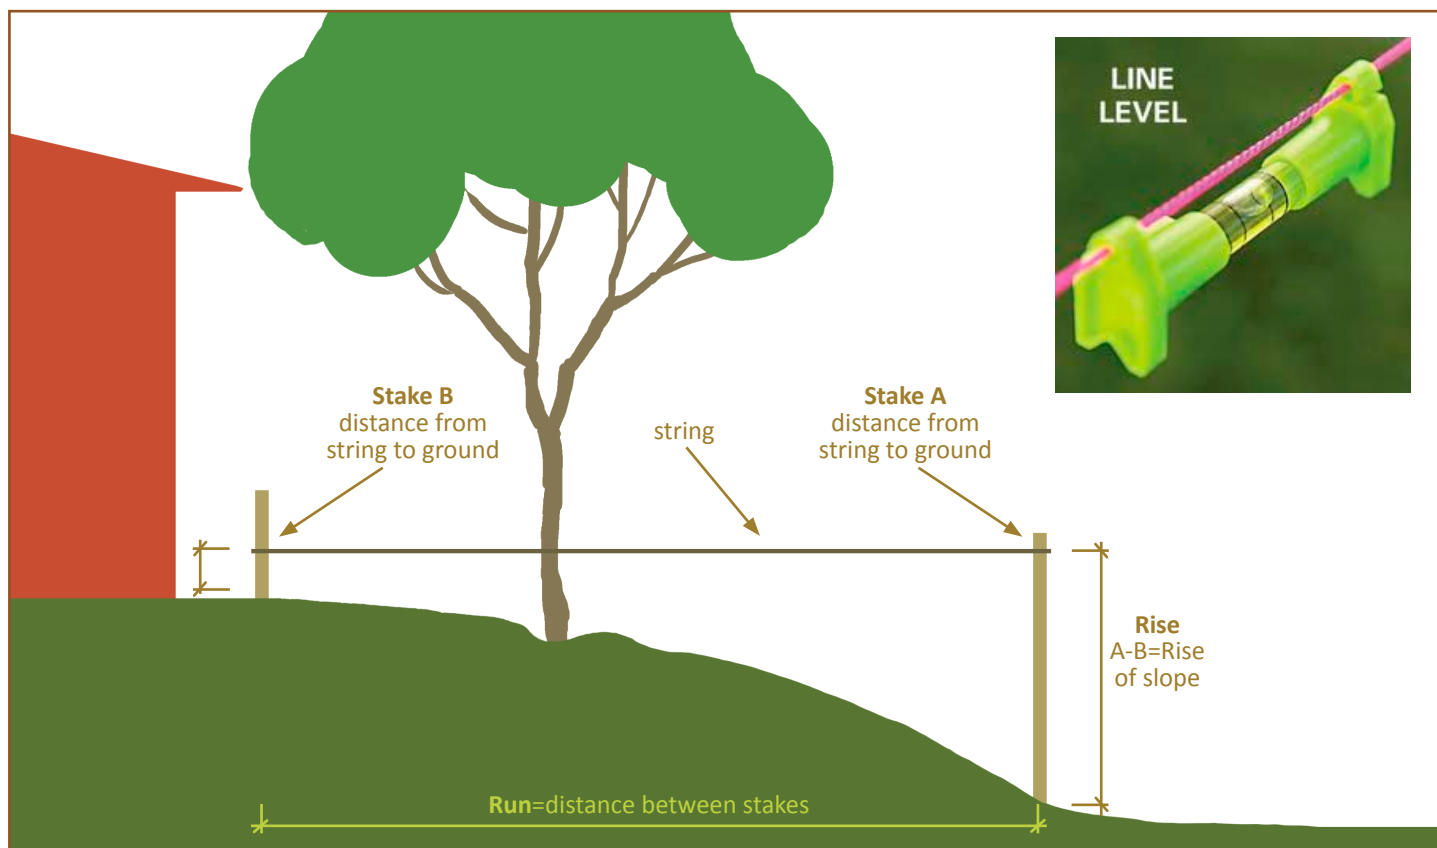 LINE
LEVEL
Stake B
distance from
string to ground
string
Stake A
distance from
string to ground
Rise
A-B=Rise
of slope
Run=distance between stakes